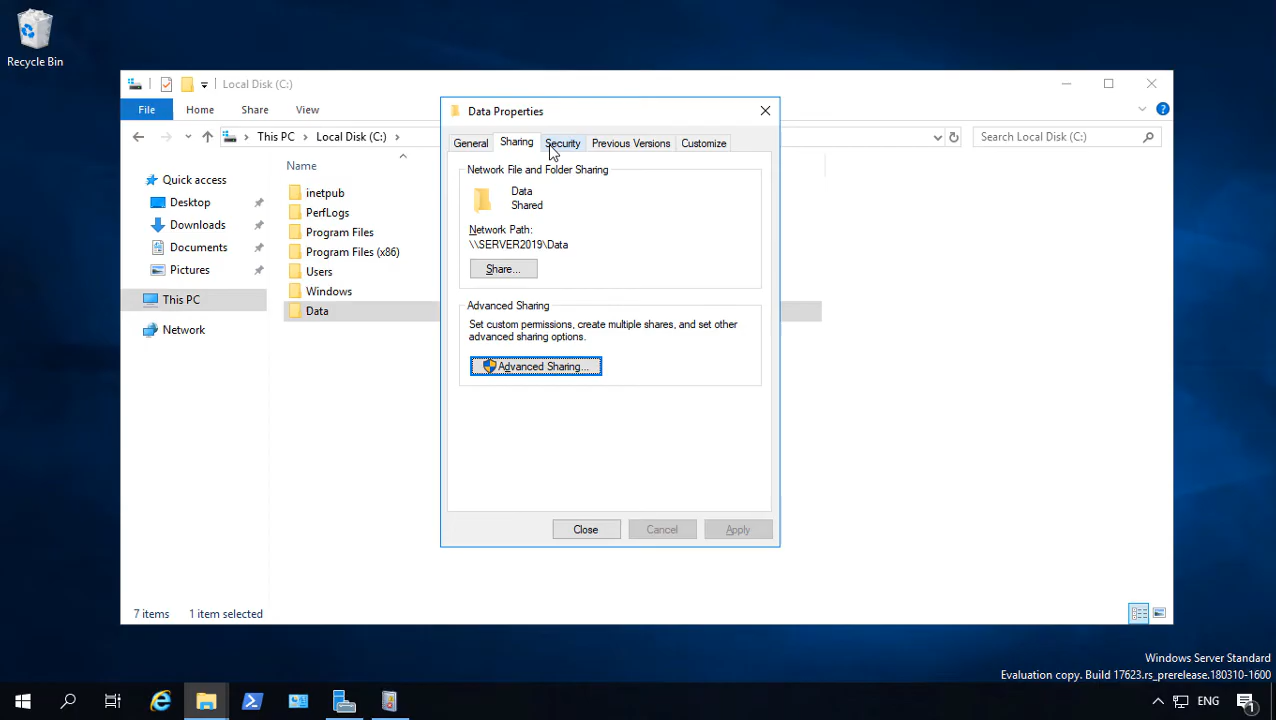 Recycle Bin
Local Disk (C:)
File Home Share View
This PC Local Disk (C:) Search Local Disk (C:)
Quick access
Desktop
Downloads
Documents
Pictures
This PC
Network
Name
inetpub
PerfLogs
Program Files
Program Files (x86)
Users
Windows
Data
Data Properties
General Sharing Security Previous Versions Customize
Network File and Folder Sharing
Data
Shared
Network Path:
\\SERVER2019\Data
Share...
Advanced Sharing
Set custom permissions, create multiple shares, and set other
advanced sharing options.
Advanced Sharing...
Close Cancel Apply
7 items 1 item selected
Windows Server Standard
Evaluation copy. Build 17623.rs_prerelease.180310-1600
ENG
1